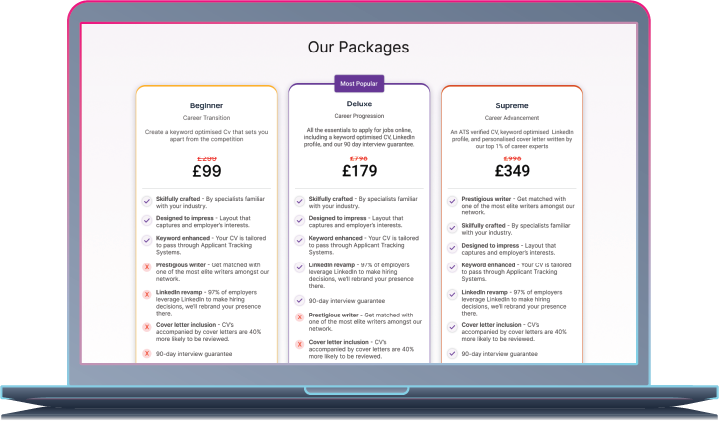 Our Packages
Most Popular
Beginner
Career Transition
Create a keyword optimised Cv that sets you
apart from the competition
£299
£99
Skilfully crafted - By specialists familiar
with your industry.
Designed to impress - Layout that
captures and employer's interests.
Keyword enhanced - Your CV is tailored
to pass through Applicant Tracking
Systems.
Prestigious writer - Get matched with
one of the most elite writers amongst our
network.
LinkedIn revamp - 97% of employers
leverage LinkedIn to make hiring
decisions, we'll rebrand your presence
there.
Cover letter inclusion - CV's
accompanied by cover letters are 40%
more likely to be reviewed.
90-day interview guarantee
Deluxe
Career Progression
All the essentials to apply for jobs online,
including a keyword optimised CV, LinkedIn
profile, and our 90 day interview guarantee.
£798
£179
Skilfully crafted - By specialists familiar
with your industry.
Designed to impress - Layout that
captures and employer's interests.
Keyword enhanced - Your CV is tailored
to pass through Applicant Tracking
Systems.
LinkedIn revamp - 97% of employers
leverage LinkedIn to make hiring
decisions, we'll rebrand your presence
there.
90-day interview guarantee
Prestigious writer - Get matched with
one of the most elite writers amongst our
network.
Cover letter inclusion - CV's
accompanied by cover letters are 40%
more likely to be reviewed.
Supreme
Career Advancement
An ATS verified CV, keyword optimised LinkedIn
profile, and personalised cover letter written by
our top 1% of career experts
£998
£349
Prestigious writer - Get matched with
one of the most elite writers amongst our
network.
Skilfully crafted - By specialists familiar
with your industry.
Designed to impress - Layout that
captures and employer's interests.
Keyword enhanced - Your CV is tailored
to pass through Applicant Tracking
Systems.
LinkedIn revamp - 97% of employers
leverage LinkedIn to make hiring
decisions, we'll rebrand your presence
there.
Cover letter inclusion - CV's
accompanied by cover letters are 40%
more likely to be reviewed.
90-day interview guarantee